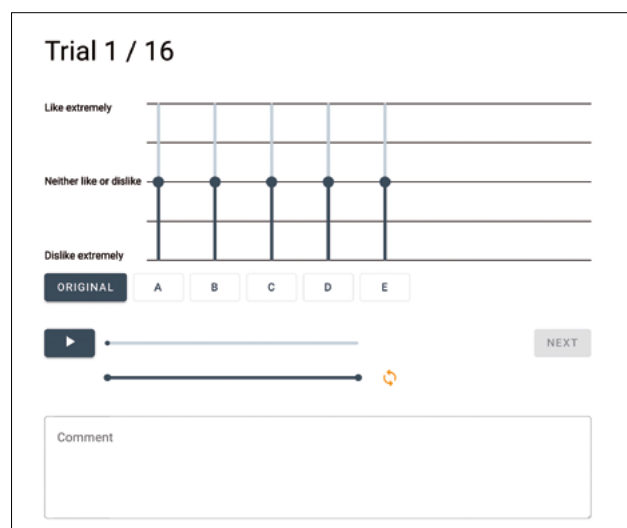 Trial 1 / 16
Like extremely
Neither like or dislike
Dislike extremely
ORIGINAL A B C D E
NEXT
Comment